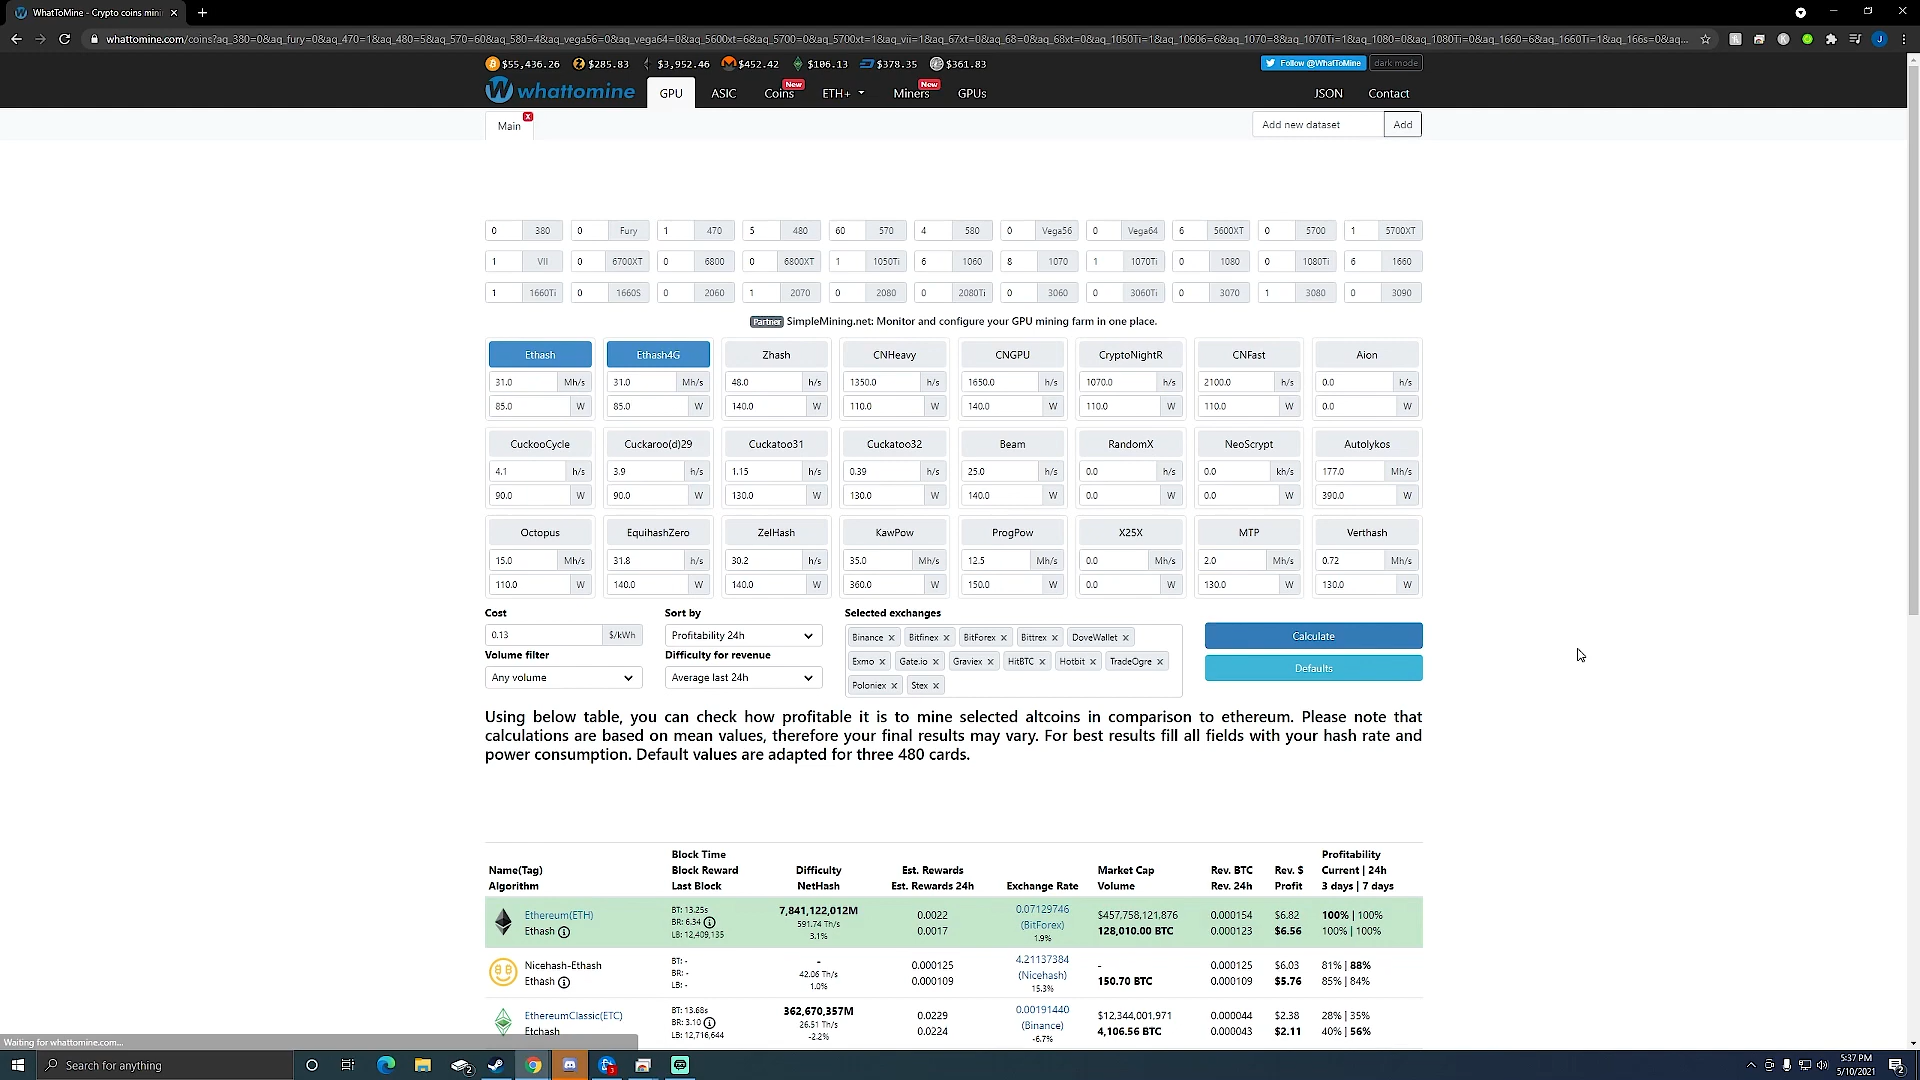 WhatToMine - Crypto coins mini
whattomine.com/coins?aq_380=0&aq_fury=0&aq_470=1&aq_480=5&aq_570=60&aq_580=4&aq_vega56=0&aq_vega64=0&aq_5600xt=6&aq_5700=0&aq_5700xt=1&aq_vii=1&aq_67xt=0&aq_68=0&aq_68xt=0&aq_1050Ti=1&aq_10606=6&aq_1070=8&aq_1070Ti=1&aq_1080=0&aq_1080Ti=0&aq_1660=6&aq_1660Ti=1&aq_166s=0&aq...
J
$55,436.26 $285.83 $3,952.46 $452.42 $106.13 $378.35 $361.83
Follow @WhatToMine dark mode
whattomine GPU ASIC Coins New ETH+ Miners New GPUs JSON Contact
Main x Add new dataset Add
0 380 0 Fury 1 470 5 480 60 570 4 580 0 Vega56 0 Vega64 6 5600XT 0 5700 1 5700XT
1 VII 0 6700XT 0 6800 0 6800XT 1 1050Ti 6 1060 8 1070 1 1070Ti 0 1080 0 1080Ti 6 1660
1 1660Ti 0 1660S 0 2060 1 2070 0 2080 0 2080Ti 0 3060 0 3060Ti 0 3070 1 3080 0 3090
Partner SimpleMining.net: Monitor and configure your GPU mining farm in one place.
Ethash Ethash4G Zhash CNHeavy CNGPU CryptoNightR CNFast Aion
31.0 Mh/s 31.0 Mh/s 48.0 h/s 1350.0 h/s 1650.0 h/s 1070.0 h/s 2100.0 h/s 0.0 h/s
85.0 W 85.0 W 140.0 W 110.0 W 140.0 W 110.0 W 110.0 W 0.0 W
CuckooCycle Cuckaroo(d)29 Cuckatoo31 Cuckatoo32 Beam RandomX NeoScrypt Autolykos
4.1 h/s 3.9 h/s 1.15 h/s 0.39 h/s 25.0 h/s 0.0 h/s 0.0 kh/s 177.0 Mh/s
90.0 W 90.0 W 130.0 W 130.0 W 140.0 W 0.0 W 0.0 W 390.0 W
Octopus EquihashZero ZelHash KawPow ProgPow X25X MTP Verthash
15.0 Mh/s 31.8 h/s 30.2 h/s 35.0 Mh/s 12.5 Mh/s 0.0 Mh/s 2.0 Mh/s 0.72 Mh/s
110.0 W 140.0 W 140.0 W 360.0 W 150.0 W 0.0 W 130.0 W 130.0 W
Cost Sort by Selected exchanges
0.13 $/kWh Profitability 24h Binance x Bitfinex x BitForex x Bittrex x DoveWallet x Calculate
Volume filter Difficulty for revenue Exmo x Gate.io x Graviex x HitBTC x Hotbit x TradeOgre x Defaults
Any volume Average last 24h Poloniex x Stex x
Using below table, you can check how profitable it is to mine selected altcoins in comparison to ethereum. Please note that
calculations are based on mean values, therefore your final results may vary. For best results fill all fields with your hash rate and
power consumption. Default values are adapted for three 480 cards.
Block Time Profitability
Name(Tag) Block Reward Difficulty Est. Rewards Market Cap Rev. BTC Rev. $ Current | 24h
Algorithm Last Block NetHash Est. Rewards 24h Exchange Rate Volume Rev. 24h Profit 3 days | 7 days
Ethereum(ETH) BT: 13.25s 7,841,122,012M 0.0022 0.07129746 $457,758,121,876 0.000154 $6.82 100% | 100%
Ethash BR: 6.34 591.74 Th/s 0.0017 (BitForex) 128,010.00 BTC 0.000123 $6.56 100% | 100%
LB: 12,409,135 3.1% 1.9%
Nicehash-Ethash BT: - - 0.000125 4.21137384 - 0.000125 $6.03 81% | 88%
Ethash BR: - 42.06 Th/s 0.000109 (Nicehash) 150.70 BTC 0.000109 $5.76 85% | 84%
LB: - 1.0% 15.3%
EthereumClassic(ETC) BT: 13.68s 362,670,357M 0.0229 0.00191440 $12,344,001,971 0.000044 $2.38 28% | 35%
Etchash BR: 3.10 26.51 Th/s 0.0224 (Binance) 4,106.56 BTC 0.000043 $2.11 40% | 56%
LB: 12,716,644 -2.2% -6.7%
Waiting for whattomine.com...
Search for anything
5:37 PM
5/10/2021